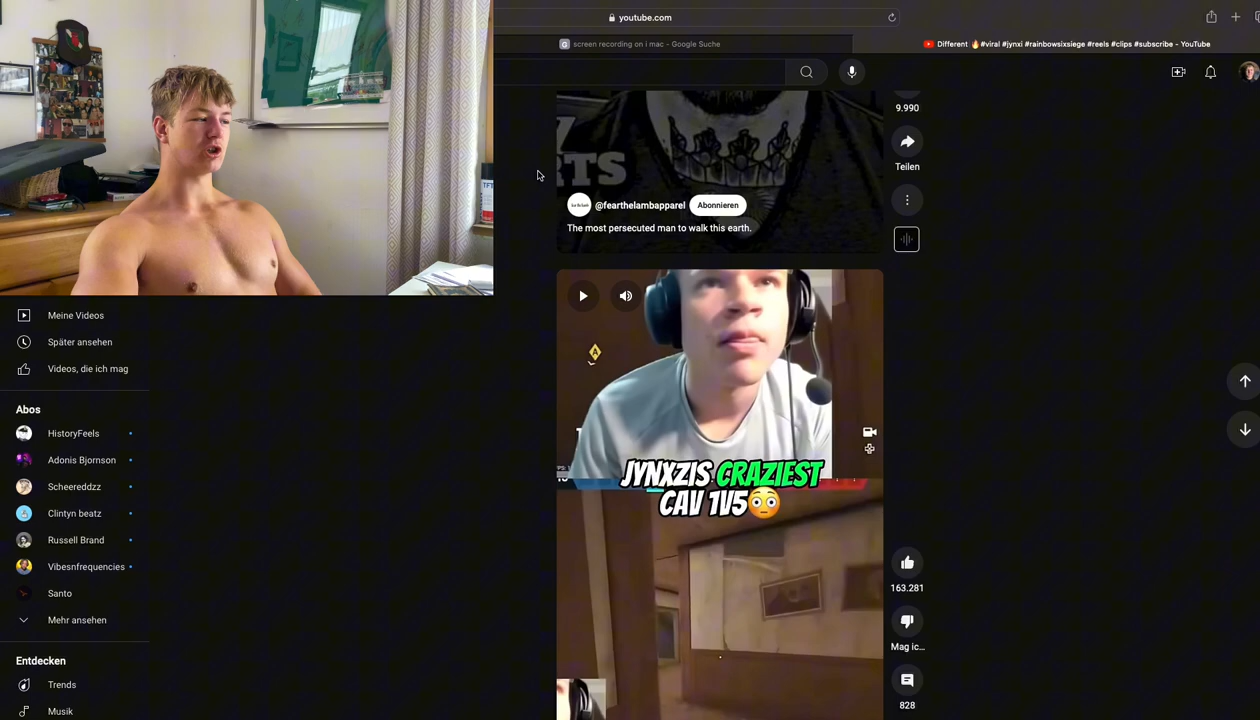 youtube.com
screen recording on i mac - Google Suche
Different 🔥#viral #jynxi #rainbowsixsiege #reels #clips #subscribe - YouTube
TFT
9.990
Teilen
RTS
@fearthelambapparel
Abonnieren
The most persecuted man to walk this earth.
Meine Videos
Später ansehen
Videos, die ich mag
Abos
HistoryFeels
Adonis Bjornson
Scheereddzz
Clintyn beatz
Russell Brand
Vibesnfrequencies
Santo
Mehr ansehen
Entdecken
Trends
Musik
A
JYNXZIS CRAZIEST
CAV 1V5😳
163.281
Mag ic...
828